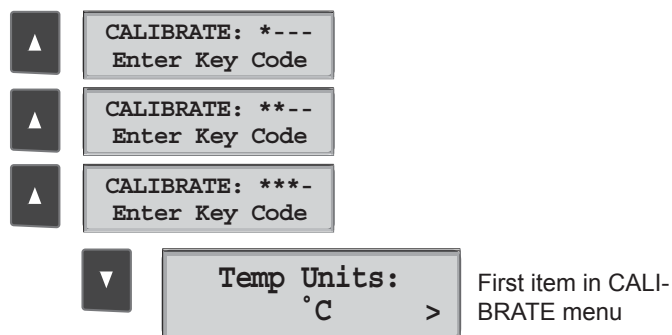 CALIBRATE: *---
Enter Key Code
CALIBRATE: **--
Enter Key Code
CALIBRATE: ***-
Enter Key Code
Temp Units:
°C >
First item in CALI-
BRATE menu